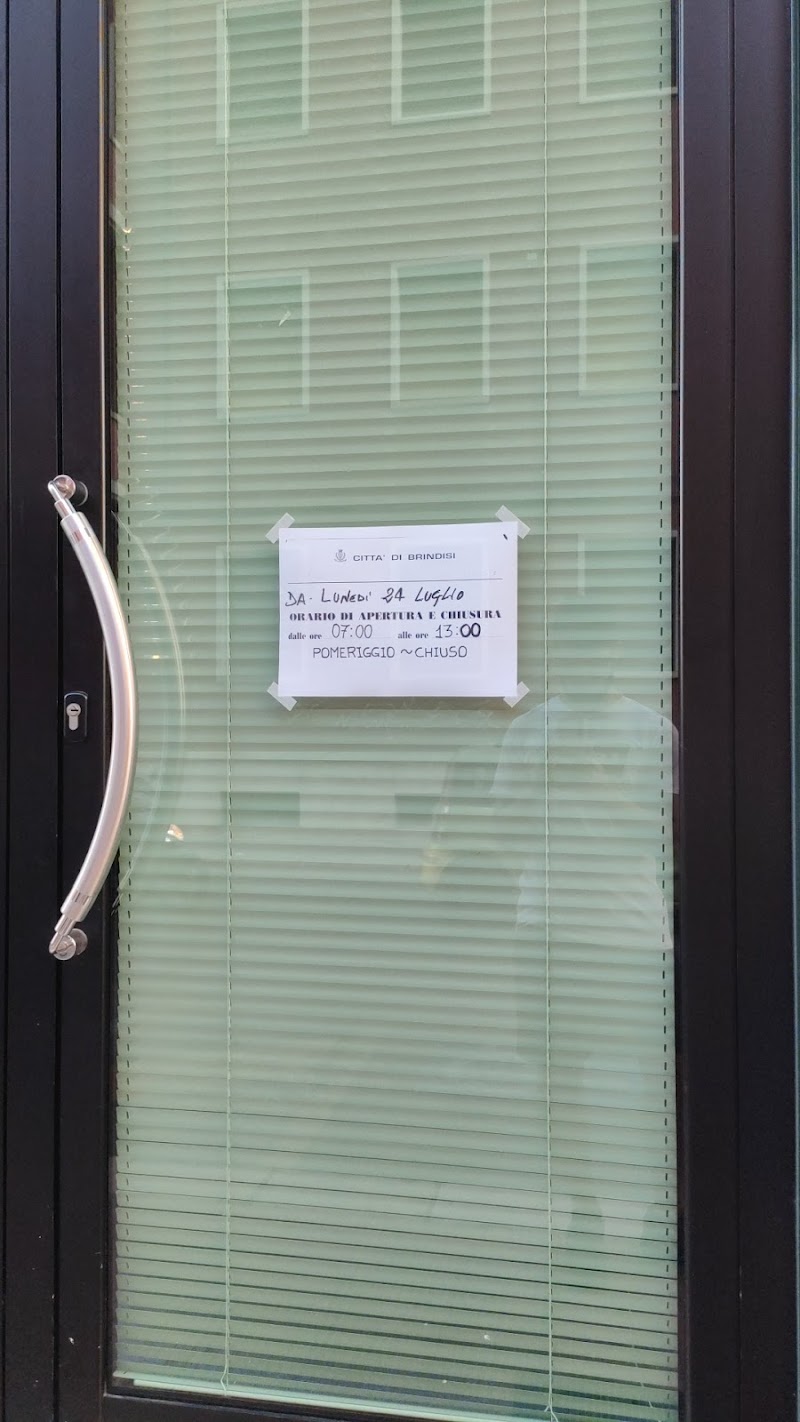 CITTA' DI BRINDISI
DA - LUNEDI' 24 LUGLIO
ORARIO DI APERTURA E CHIUSURA
dalle ore 07:00 alle ore 13:00
POMERIGGIO ~ CHIUSO